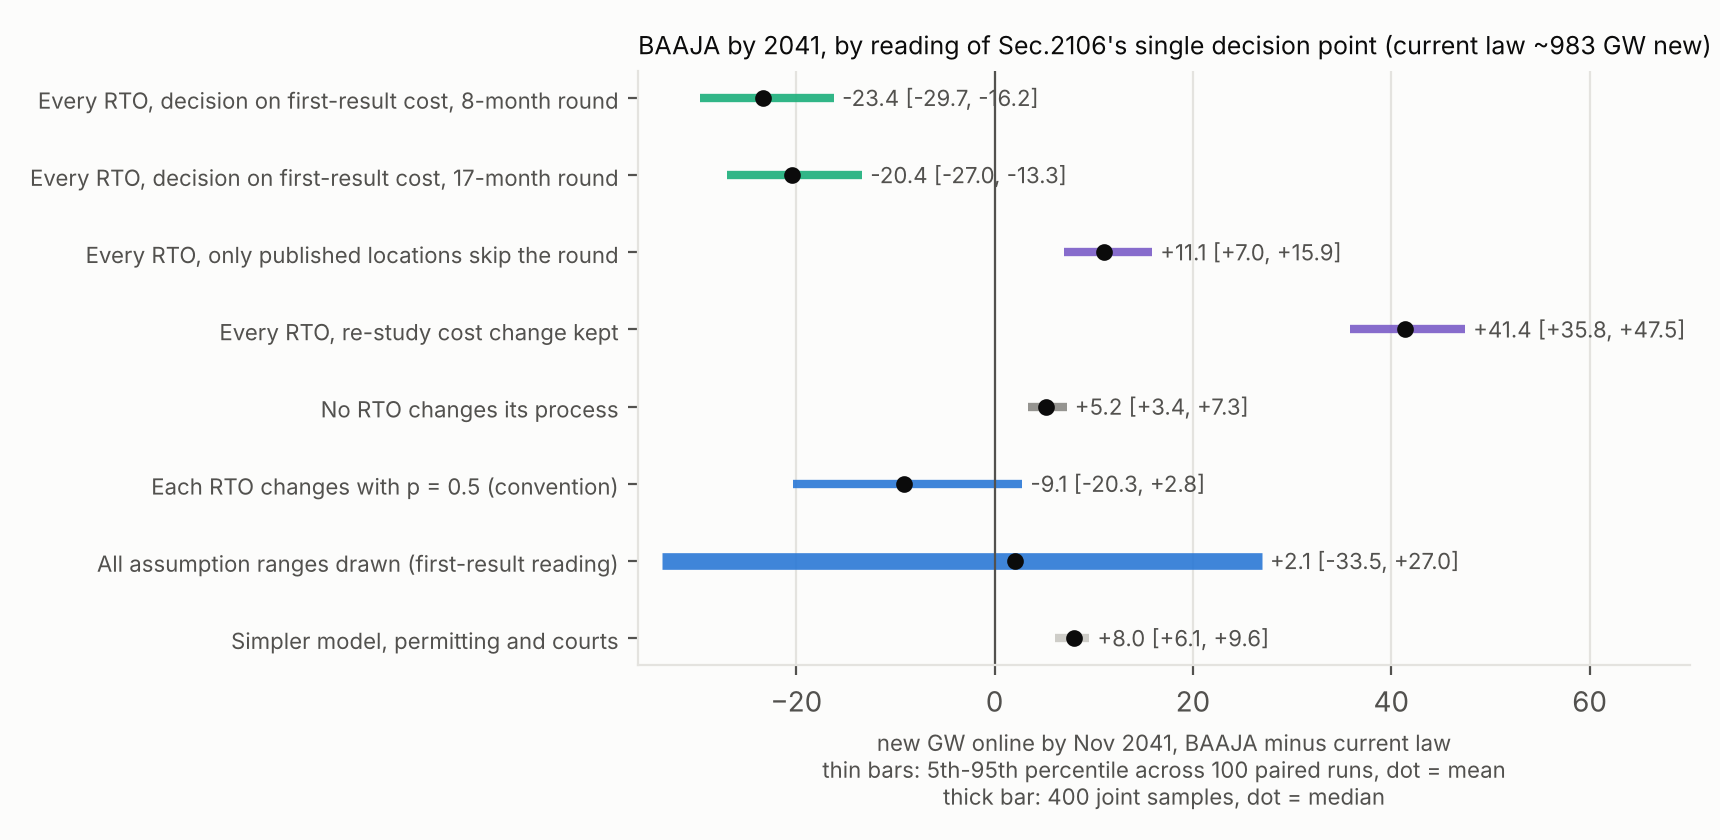 BAAJA by 2041, by reading of Sec.2106's single decision point (current law ~983 GW new)
Every RTO, decision on first-result cost, 8-month round
-23.4 [-29.7, -16.2]
Every RTO, decision on first-result cost, 17-month round
-20.4 [-27.0, -13.3]
Every RTO, only published locations skip the round
+11.1 [+7.0, +15.9]
Every RTO, re-study cost change kept
+41.4 [+35.8, +47.5]
No RTO changes its process
+5.2 [+3.4, +7.3]
Each RTO changes with p = 0.5 (convention)
-9.1 [-20.3, +2.8]
All assumption ranges drawn (first-result reading)
+2.1 [-33.5, +27.0]
Simpler model, permitting and courts
+8.0 [+6.1, +9.6]
−20 0 20 40 60
new GW online by Nov 2041, BAAJA minus current law
thin bars: 5th-95th percentile across 100 paired runs, dot = mean
thick bar: 400 joint samples, dot = median